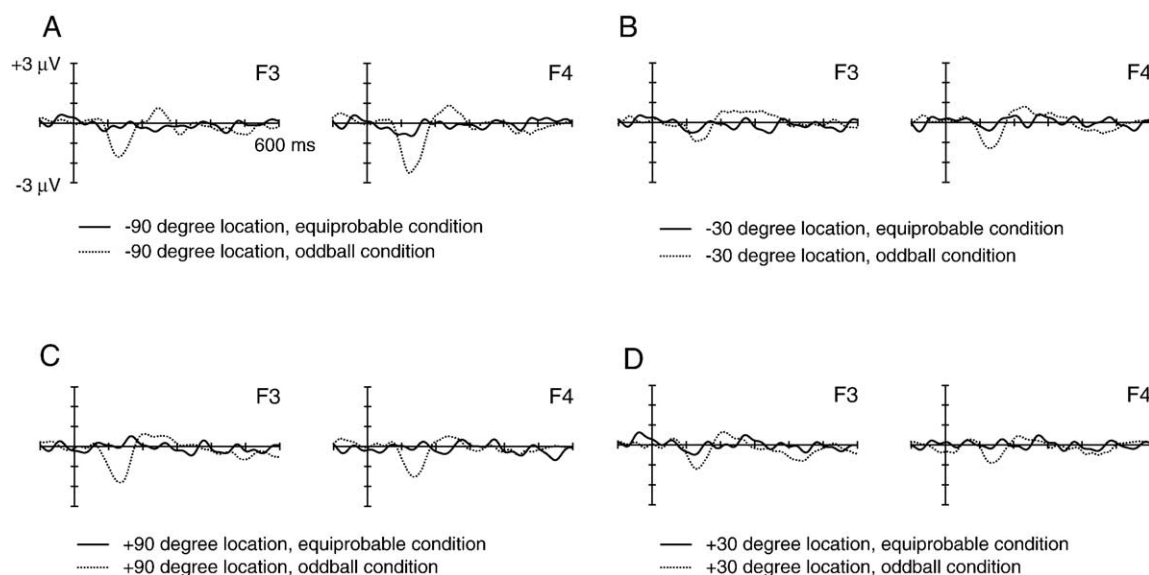 A
B
+3 µV
F3
F4
F3
F4
600 ms
-3 µV
-90 degree location, equiprobable condition
-90 degree location, oddball condition
-30 degree location, equiprobable condition
-30 degree location, oddball condition
C
D
F3
F4
F3
F4
+90 degree location, equiprobable condition
+90 degree location, oddball condition
+30 degree location, equiprobable condition
+30 degree location, oddball condition